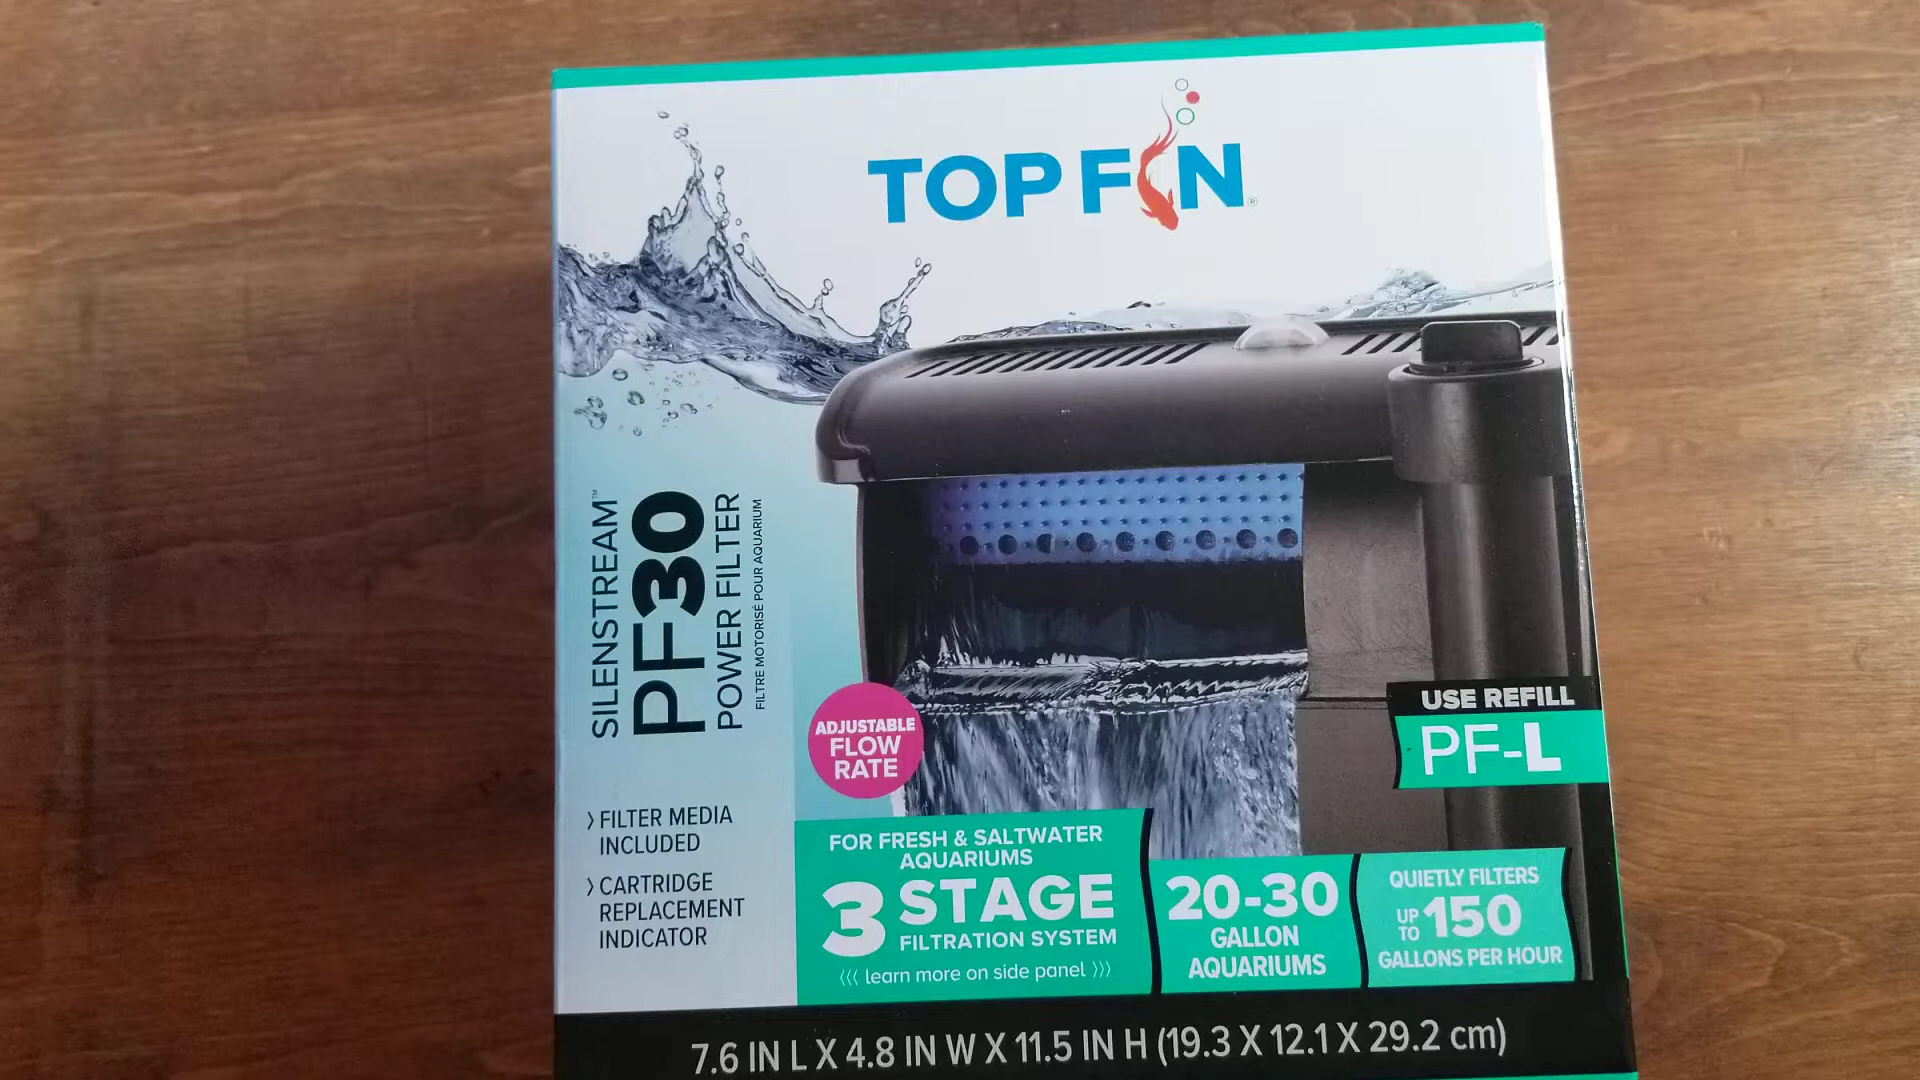 TOP FIN®
SILENSTREAM™
PF30
POWER FILTER
FILTRE MOTORISÉ POUR AQUARIUM
ADJUSTABLE
FLOW
RATE
USE REFILL
PF-L
› FILTER MEDIA
INCLUDED
› CARTRIDGE
REPLACEMENT
INDICATOR
FOR FRESH & SALTWATER
AQUARIUMS
3 STAGE
FILTRATION SYSTEM
‹‹‹ learn more on side panel ›››
20-30
GALLON
AQUARIUMS
QUIETLY FILTERS
UP TO 150
GALLONS PER HOUR
7.6 IN L X 4.8 IN W X 11.5 IN H (19.3 X 12.1 X 29.2 cm)